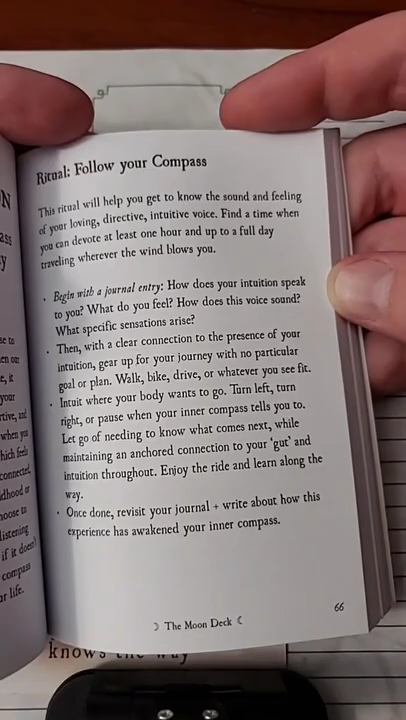 Ritual: Follow your Compass
This ritual will help you get to know the sound and feeling
of your loving, directive, intuitive voice. Find a time when
you can devote at least one hour and up to a full day
traveling wherever the wind blows you.
· Begin with a journal entry: How does your intuition speak
to you? What do you feel? How does this voice sound?
What specific sensations arise?
· Then, with a clear connection to the presence of your
intuition, gear up for your journey with no particular
goal or plan. Walk, bike, drive, or whatever you see fit.
· Intuit where your body wants to go. Turn left, turn
right, or pause when your inner compass tells you to.
Let go of needing to know what comes next, while
maintaining an anchored connection to your 'gut' and
intuition throughout. Enjoy the ride and learn along the
way.
· Once done, revisit your journal + write about how this
experience has awakened your inner compass.
66
☽ The Moon Deck ☾
knows the way